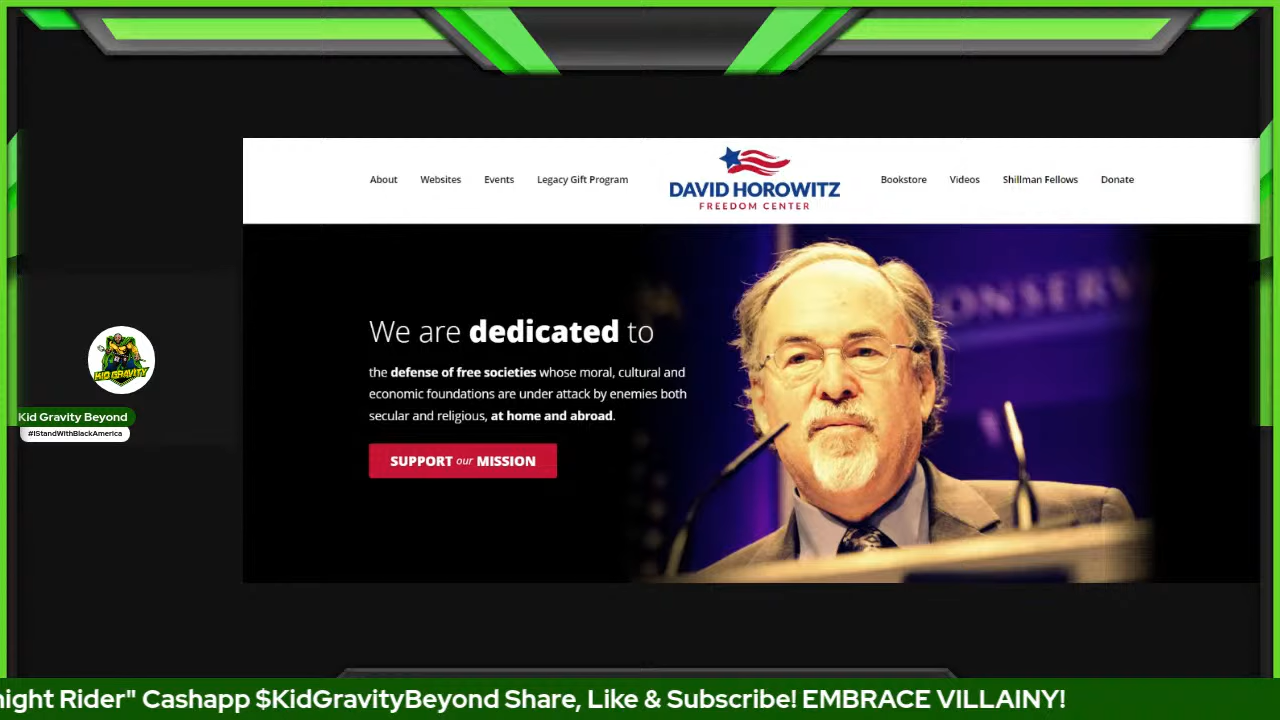 About Websites Events Legacy Gift Program
DAVID HOROWITZ
FREEDOM CENTER
Bookstore Videos Shillman Fellows Donate
ONSERV
We are dedicated to
the defense of free societies whose moral, cultural and
economic foundations are under attack by enemies both
secular and religious, at home and abroad.
SUPPORT our MISSION
KID GRAVITY
Kid Gravity Beyond
#IStandWithBlackAmerica
night Rider" Cashapp $KidGravityBeyond Share, Like & Subscribe! EMBRACE VILLAINY!